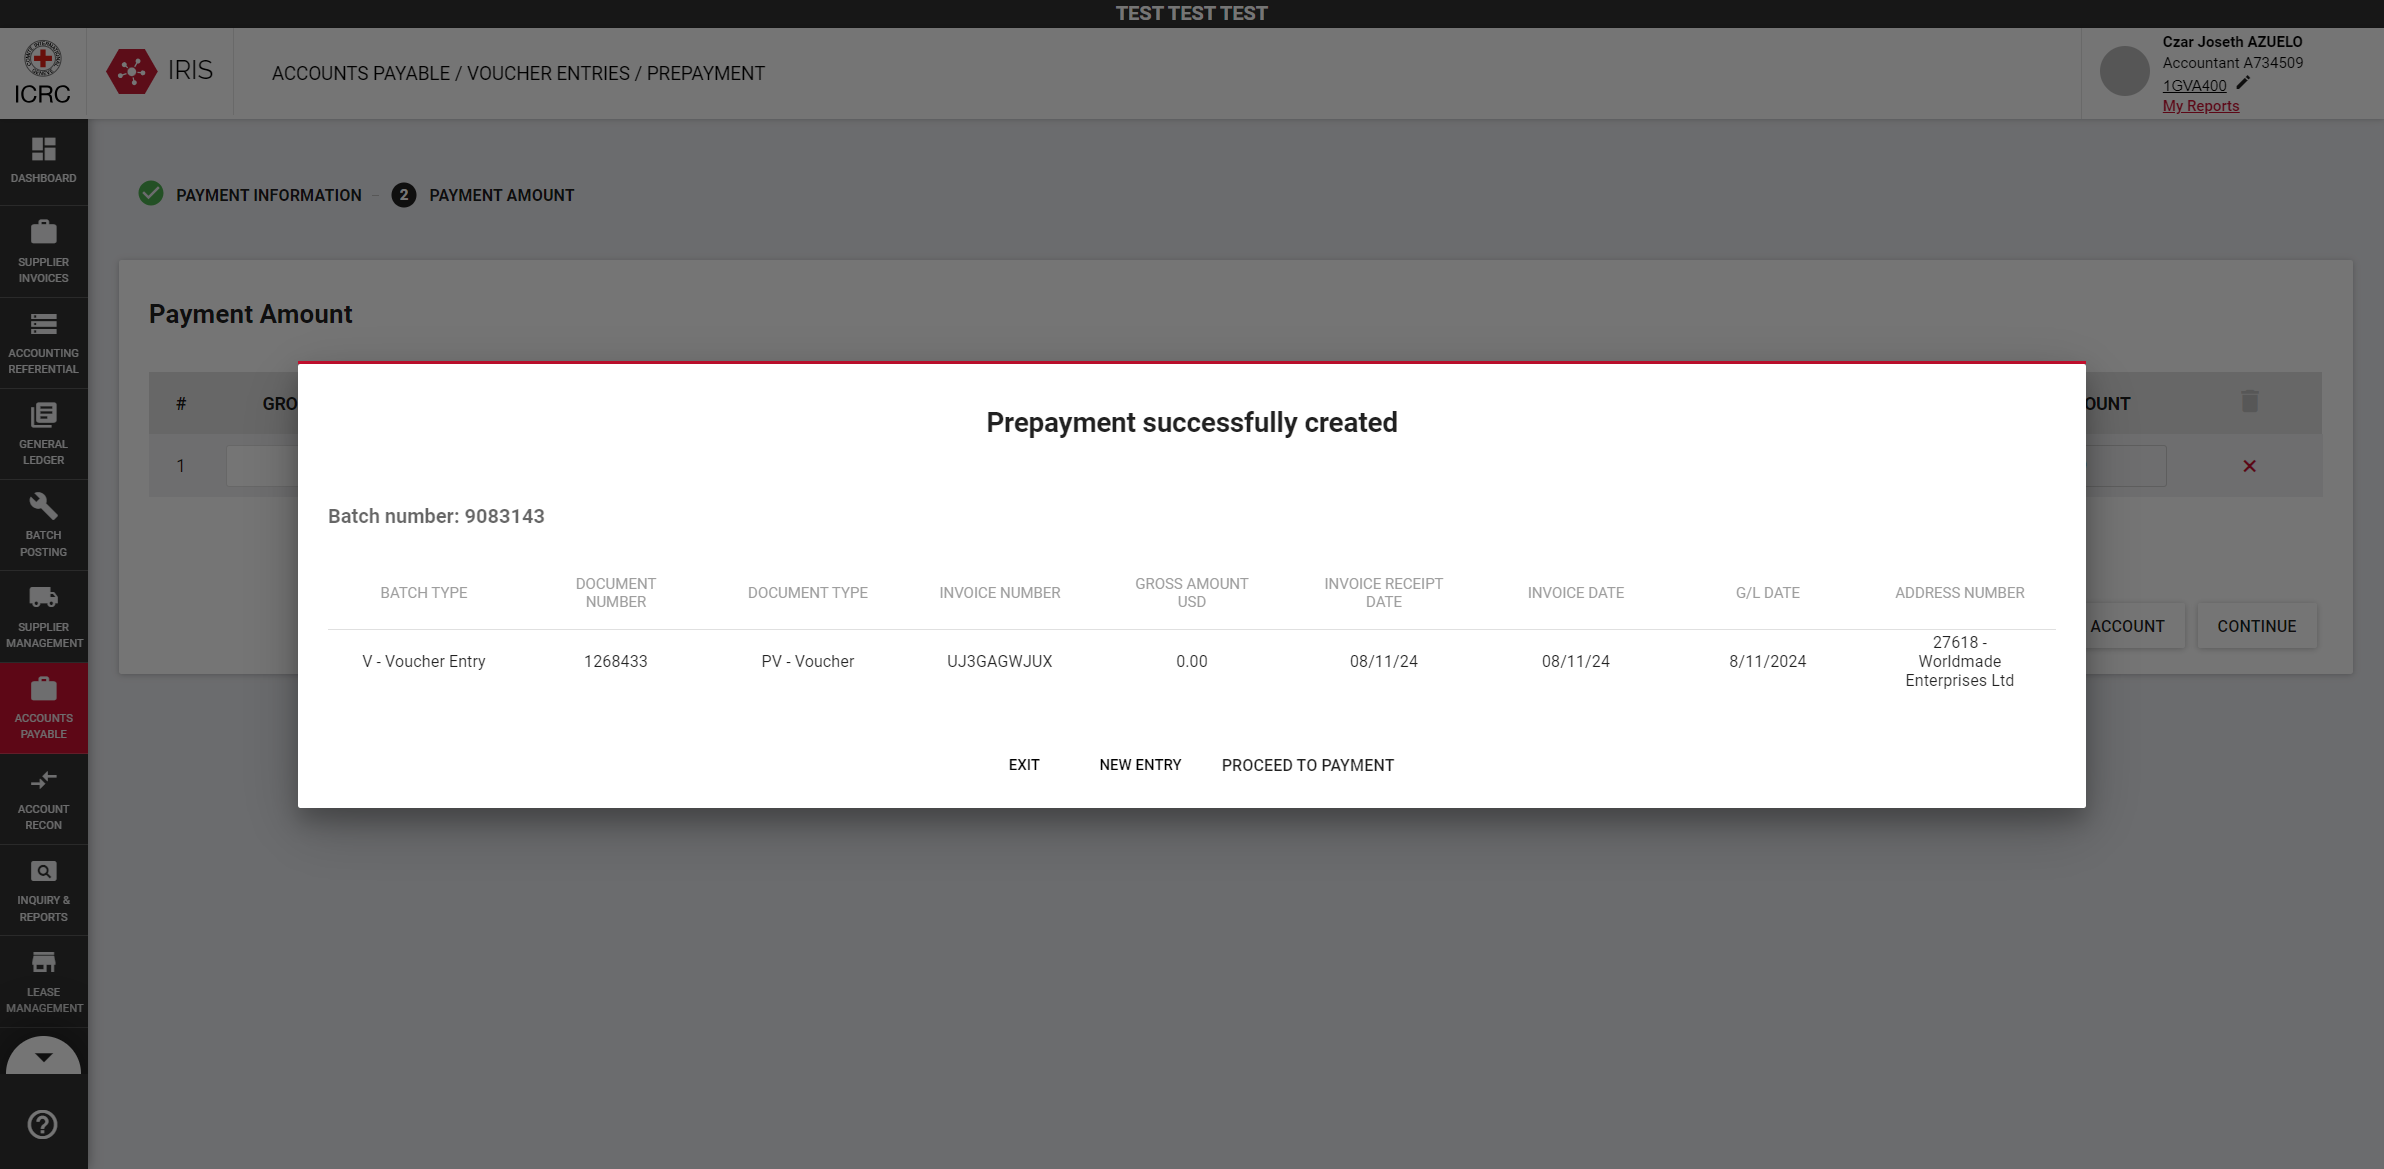 TEST TEST TEST
ICRC
IRIS
ACCOUNTS PAYABLE / VOUCHER ENTRIES / PREPAYMENT
Czar Joseth AZUELO
Accountant A734509
1GVA400
My Reports
DASHBOARD
SUPPLIER
INVOICES
ACCOUNTING
REFERENTIAL
GENERAL
LEDGER
BATCH
POSTING
SUPPLIER
MANAGEMENT
ACCOUNTS
PAYABLE
ACCOUNT
RECON
INQUIRY &
REPORTS
LEASE
MANAGEMENT
PAYMENT INFORMATION
2 PAYMENT AMOUNT
Payment Amount
# GRO OUNT
1
Prepayment successfully created
Batch number: 9083143
BATCH TYPE DOCUMENT NUMBER DOCUMENT TYPE INVOICE NUMBER GROSS AMOUNT USD INVOICE RECEIPT DATE INVOICE DATE G/L DATE ADDRESS NUMBER
V - Voucher Entry 1268433 PV - Voucher UJ3GAGWJUX 0.00 08/11/24 08/11/24 8/11/2024 27618 - Worldmade Enterprises Ltd
EXIT NEW ENTRY PROCEED TO PAYMENT
ACCOUNT CONTINUE